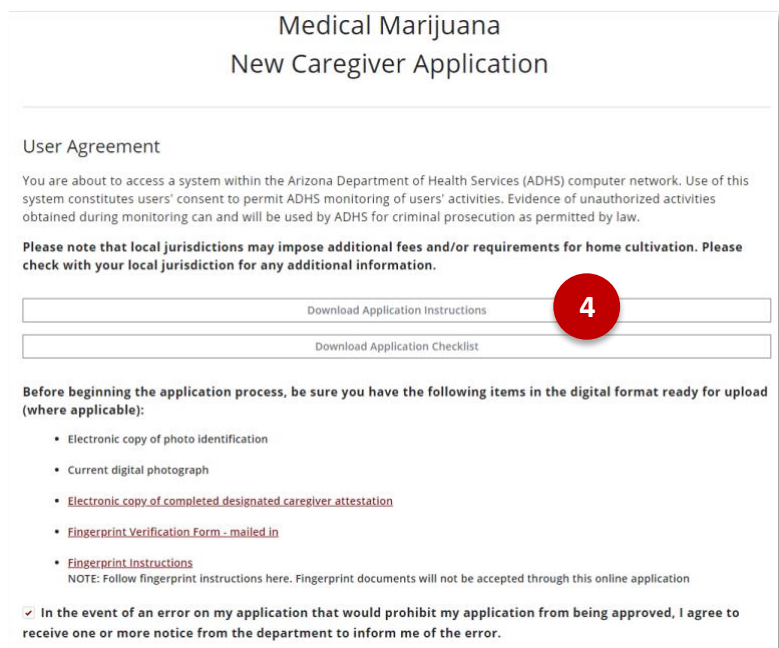 Medical Marijuana
New Caregiver Application
User Agreement
You are about to access a system within the Arizona Department of Health Services (ADHS) computer network. Use of this
system constitutes users' consent to permit ADHS monitoring of users' activities. Evidence of unauthorized activities
obtained during monitoring can and will be used by ADHS for criminal prosecution as permitted by law.
Please note that local jurisdictions may impose additional fees and/or requirements for home cultivation. Please
check with your local jurisdiction for any additional information.
Download Application Instructions
4
Download Application Checklist
Before beginning the application process, be sure you have the following items in the digital format ready for upload
(where applicable):
• Electronic copy of photo identification
• Current digital photograph
• Electronic copy of completed designated caregiver attestation
• Fingerprint Verification Form - mailed in
• Fingerprint Instructions
NOTE: Follow fingerprint instructions here. Fingerprint documents will not be accepted through this online application
In the event of an error on my application that would prohibit my application from being approved, I agree to
receive one or more notice from the department to inform me of the error.